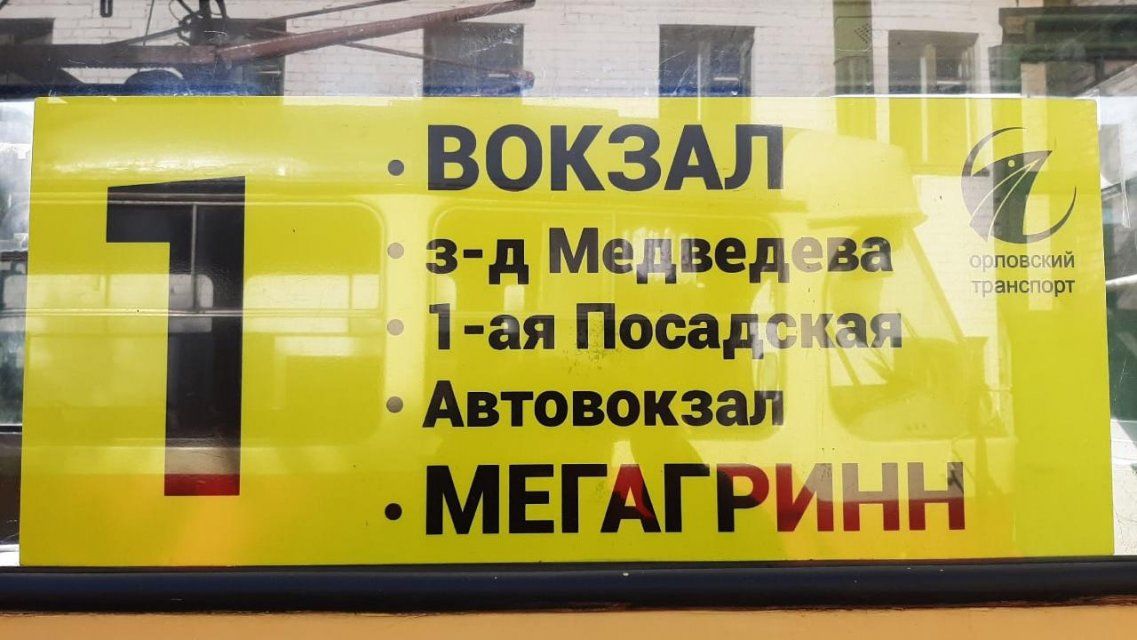 1
• ВОКЗАЛ
• з-д Медведева
• 1-ая Посадская
• Автовокзал
• МЕГАГРИНН
орловский
транспорт